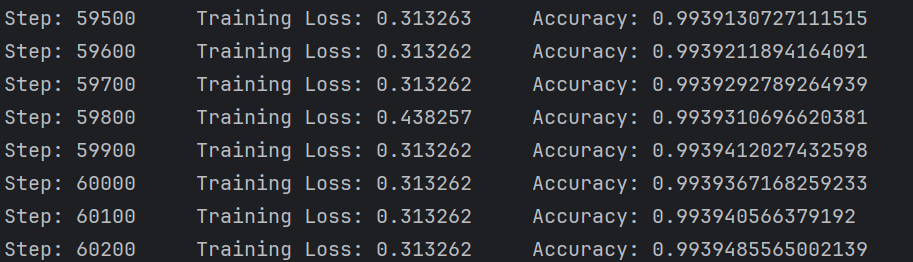 Step: 59500     Training Loss: 0.313263     Accuracy: 0.9939130727111515
Step: 59600     Training Loss: 0.313262     Accuracy: 0.9939211894164091
Step: 59700     Training Loss: 0.313262     Accuracy: 0.993929278926​4939
Step: 59800     Training Loss: 0.438257     Accuracy: 0.9939310696620381
Step: 59900     Training Loss: 0.313262     Accuracy: 0.9939412027432598
Step: 60000     Training Loss: 0.313262     Accuracy: 0.9939367168259233
Step: 60100     Training Loss: 0.313262     Accuracy: 0.993940566379192
Step: 60200     Training Loss: 0.313262     Accuracy: 0.9939485565002139